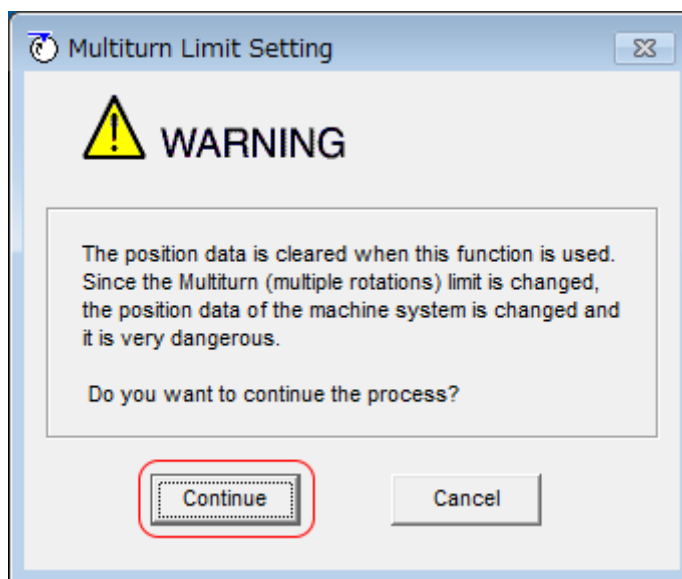 Multiturn Limit Setting
WARNING
The position data is cleared when this function is used.
Since the Multiturn (multiple rotations) limit is changed,
the position data of the machine system is changed and
it is very dangerous.
Do you want to continue the process?
Continue
Cancel